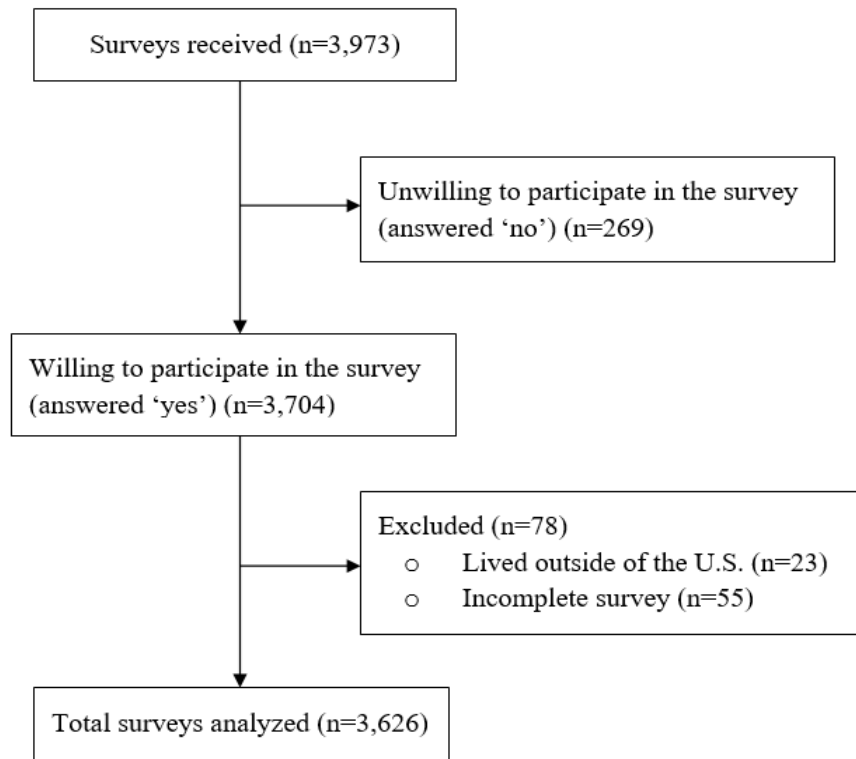 Surveys received (n=3,973)
Unwilling to participate in the survey
(answered ‘no’) (n=269)
Willing to participate in the survey
(answered ‘yes’) (n=3,704)
Excluded (n=78)
o Lived outside of the U.S. (n=23)
o Incomplete survey (n=55)
Total surveys analyzed (n=3,626)